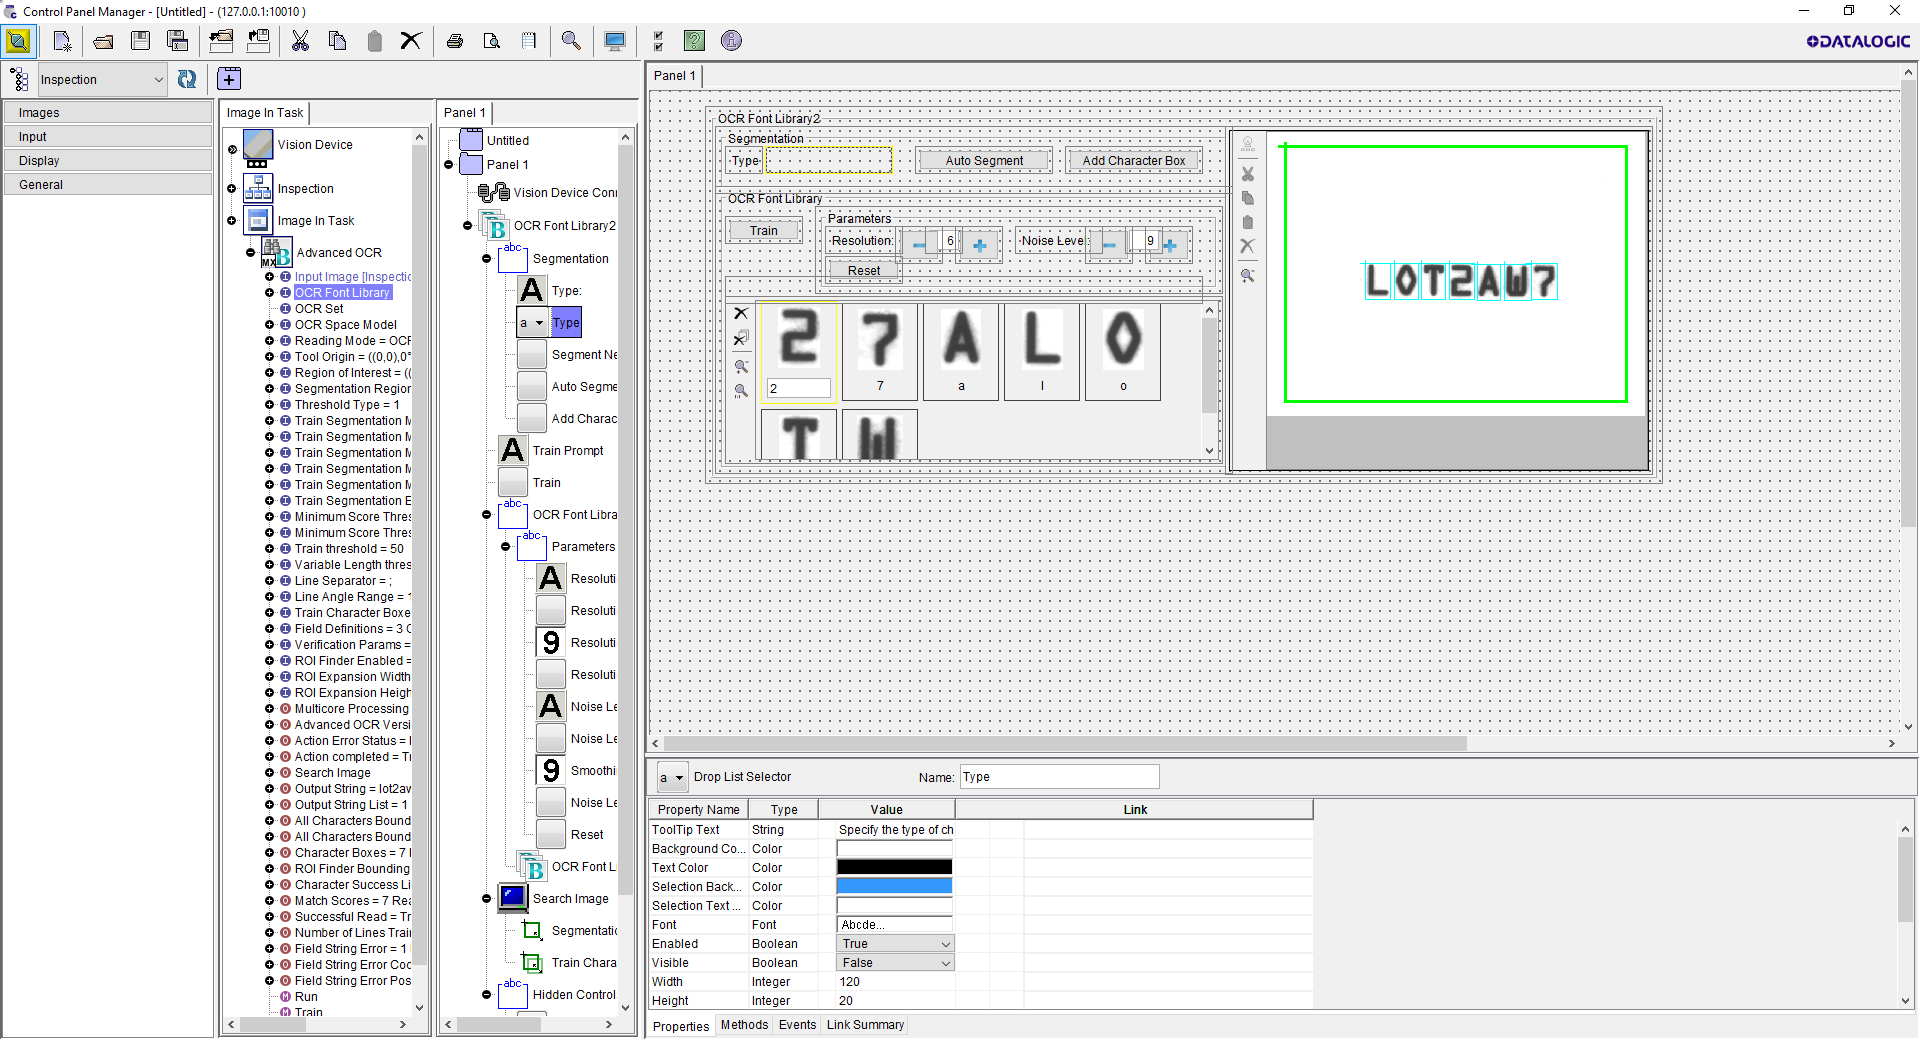 Control Panel Manager - [Untitled] - (127.0.0.1:10010 )
DATALOGIC
Inspection
Images
Input
Display
General
Image In Task
Vision Device
Inspection
Image In Task
Advanced OCR
MX B
Input Image [Inspectic
OCR Font Library
OCR Set
OCR Space Model
Reading Mode = OCF
Tool Origin = ((0,0),0°
Region of Interest = ((
Segmentation Region
Threshold Type = 1
Train Segmentation M
Train Segmentation M
Train Segmentation M
Train Segmentation M
Train Segmentation M
Train Segmentation E
Minimum Score Thres
Minimum Score Thres
Train threshold = 50
Variable Length thres
Line Separator = ;
Line Angle Range = 1
Train Character Boxe
Field Definitions = 3 C
Verification Params =
ROI Finder Enabled =
ROI Expansion Width
ROI Expansion Heigh
Multicore Processing
Advanced OCR Versi
Action Error Status = I
Action completed = Tr
Search Image
Output String = lot2aw
Output String List = 1
All Characters Bound
All Characters Bound
Character Boxes = 7 I
ROI Finder Bounding
Character Success Li
Match Scores = 7 Rea
Successful Read = Tr
Number of Lines Trai
Field String Error = 1 I
Field String Error Coc
Field String Error Pos
Run
Train
Panel 1
Untitled
Panel 1
Vision Device Conn
B OCR Font Library2
abc Segmentation
A Type:
a Type
Segment Ne
Auto Segme
Add Charac
A Train Prompt
Train
abc OCR Font Libra
abc Parameters
A Resoluti
Resoluti
9 Resoluti
Resoluti
A Noise Le
Noise Le
9 Smoothi
Noise Le
Reset
B OCR Font Li
Search Image
Segmentatio
Train Chara
abc Hidden Control
Panel 1
OCR Font Library2
Segmentation
Type
Auto Segment
Add Character Box
OCR Font Library
Train
Parameters
Resolution: 6
Noise Level: 9
Reset
2 7 A L O
2 7 a l o
T W
LOT2AW7
a Drop List Selector
Name: Type
Property Name Type Value Link
ToolTip Text String Specify the type of ch
Background Co... Color
Text Color Color
Selection Back... Color
Selection Text ... Color
Font Font Abcde...
Enabled Boolean True
Visible Boolean False
Width Integer 120
Height Integer 20
Properties Methods Events Link Summary